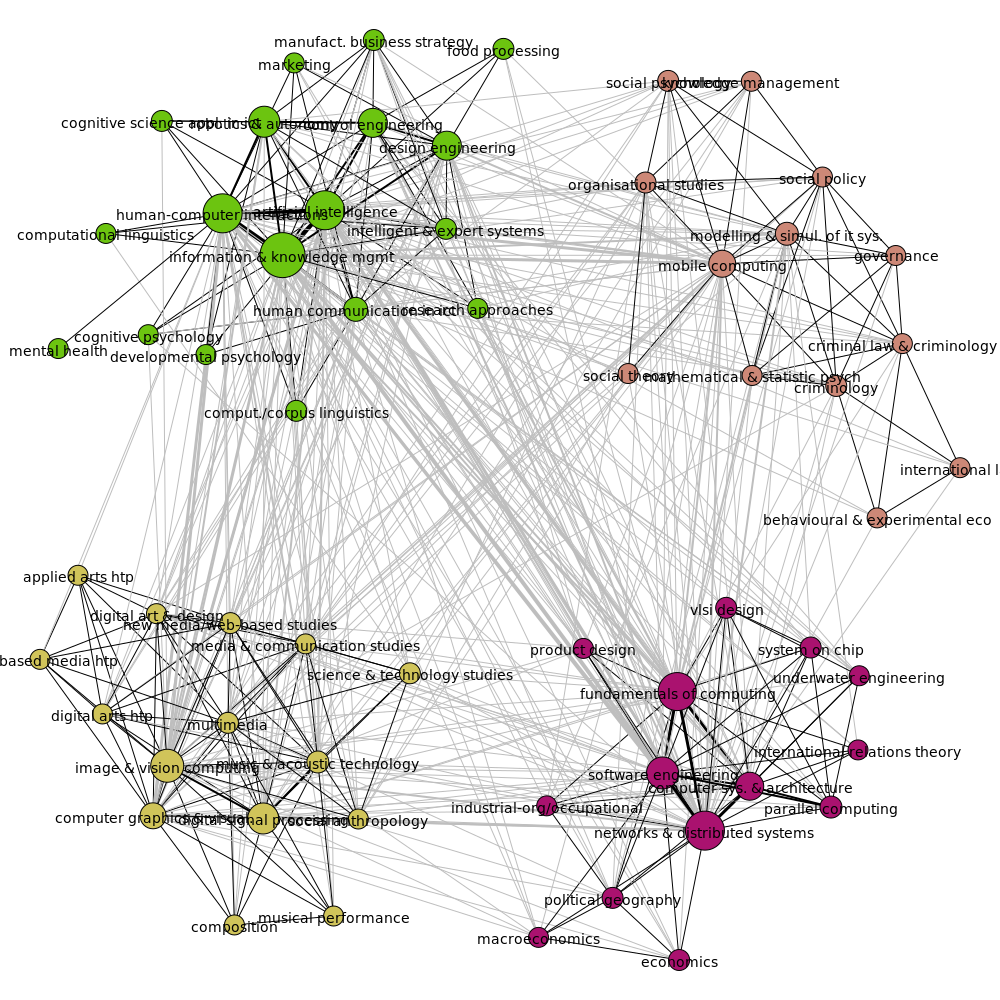 manufact. business strategy
food processing
marketing
social psychology
knowledge management
cognitive science appl. in ict
robotics & autonomy
control engineering
design engineering
organisational studies
social policy
human-computer interactions
artificial intelligence
computational linguistics
intelligent & expert systems
modelling & simul. of it sys.
information & knowledge mgmt
mobile computing
governance
human communication in ict
research approaches
cognitive psychology
mental health
developmental psychology
criminal law & criminology
social theory
mathematical & statistic psych
criminology
comput./corpus linguistics
international l
behavioural & experimental eco
applied arts htp
digital art & design
new media/web-based studies
vlsi design
media & communication studies
product design
system on chip
based media htp
science & technology studies
underwater engineering
fundamentals of computing
digital arts htp
multimedia
international relations theory
image & vision computing
music & acoustic technology
software engineering
computer sys. & architecture
industrial-org/occupational
parallel computing
computer graphics & visual
digital signal processing
social anthropology
networks & distributed systems
political geography
composition
musical performance
macroeconomics
economics